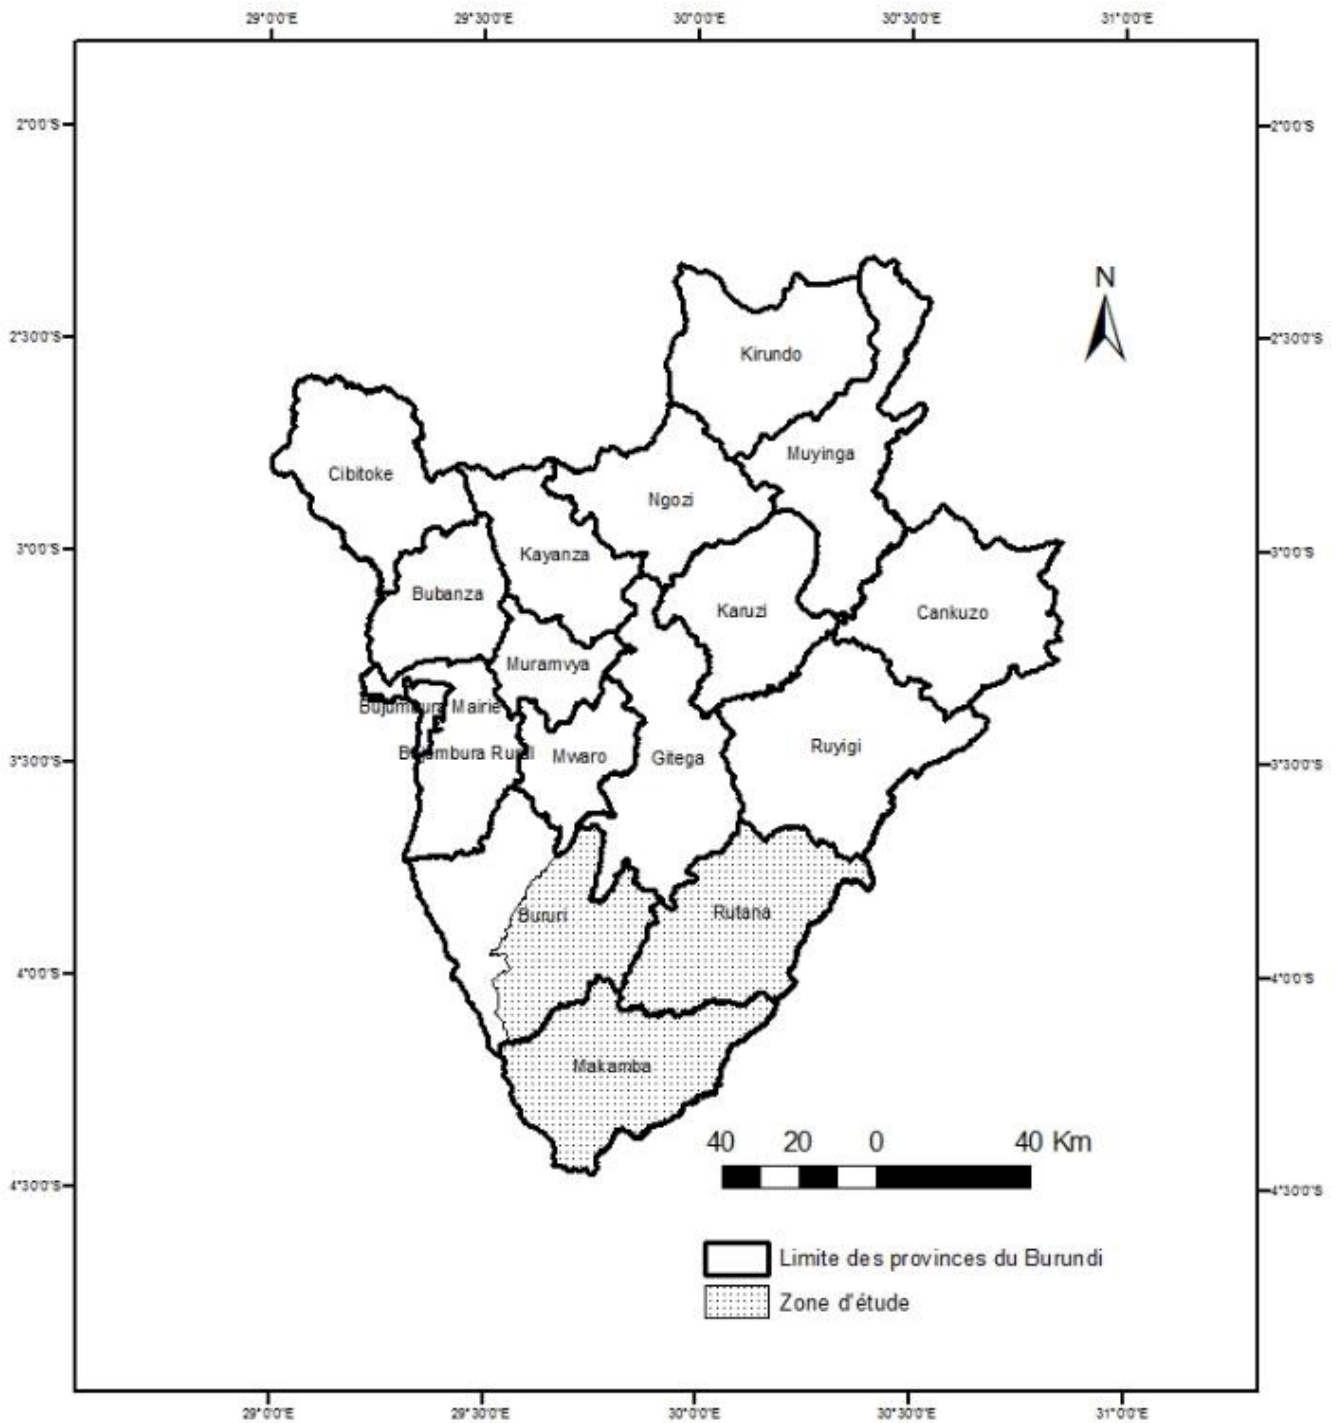 29°0'0"E 29°30'0"E 30°0'0"E 30°30'0"E 31°0'0"E
2°0'0"S 2°0'0"S
N
2°30'0"S 2°30'0"S
Kirundo
Muyinga
Cibitoke
Ngozi
3°0'0"S 3°0'0"S
Kayanza
Bubanza
Karuzi
Cankuzo
Muramvya
Bujumbura Mairie
Ruyigi
Bujumbura Rural
Mwaro
Gitega
3°30'0"S 3°30'0"S
Bururi
Rutana
4°0'0"S 4°0'0"S
Makamba
40 20 0 40 Km
4°30'0"S 4°30'0"S
Limite des provinces du Burundi
Zone d'étude
29°0'0"E 29°30'0"E 30°0'0"E 30°30'0"E 31°0'0"E